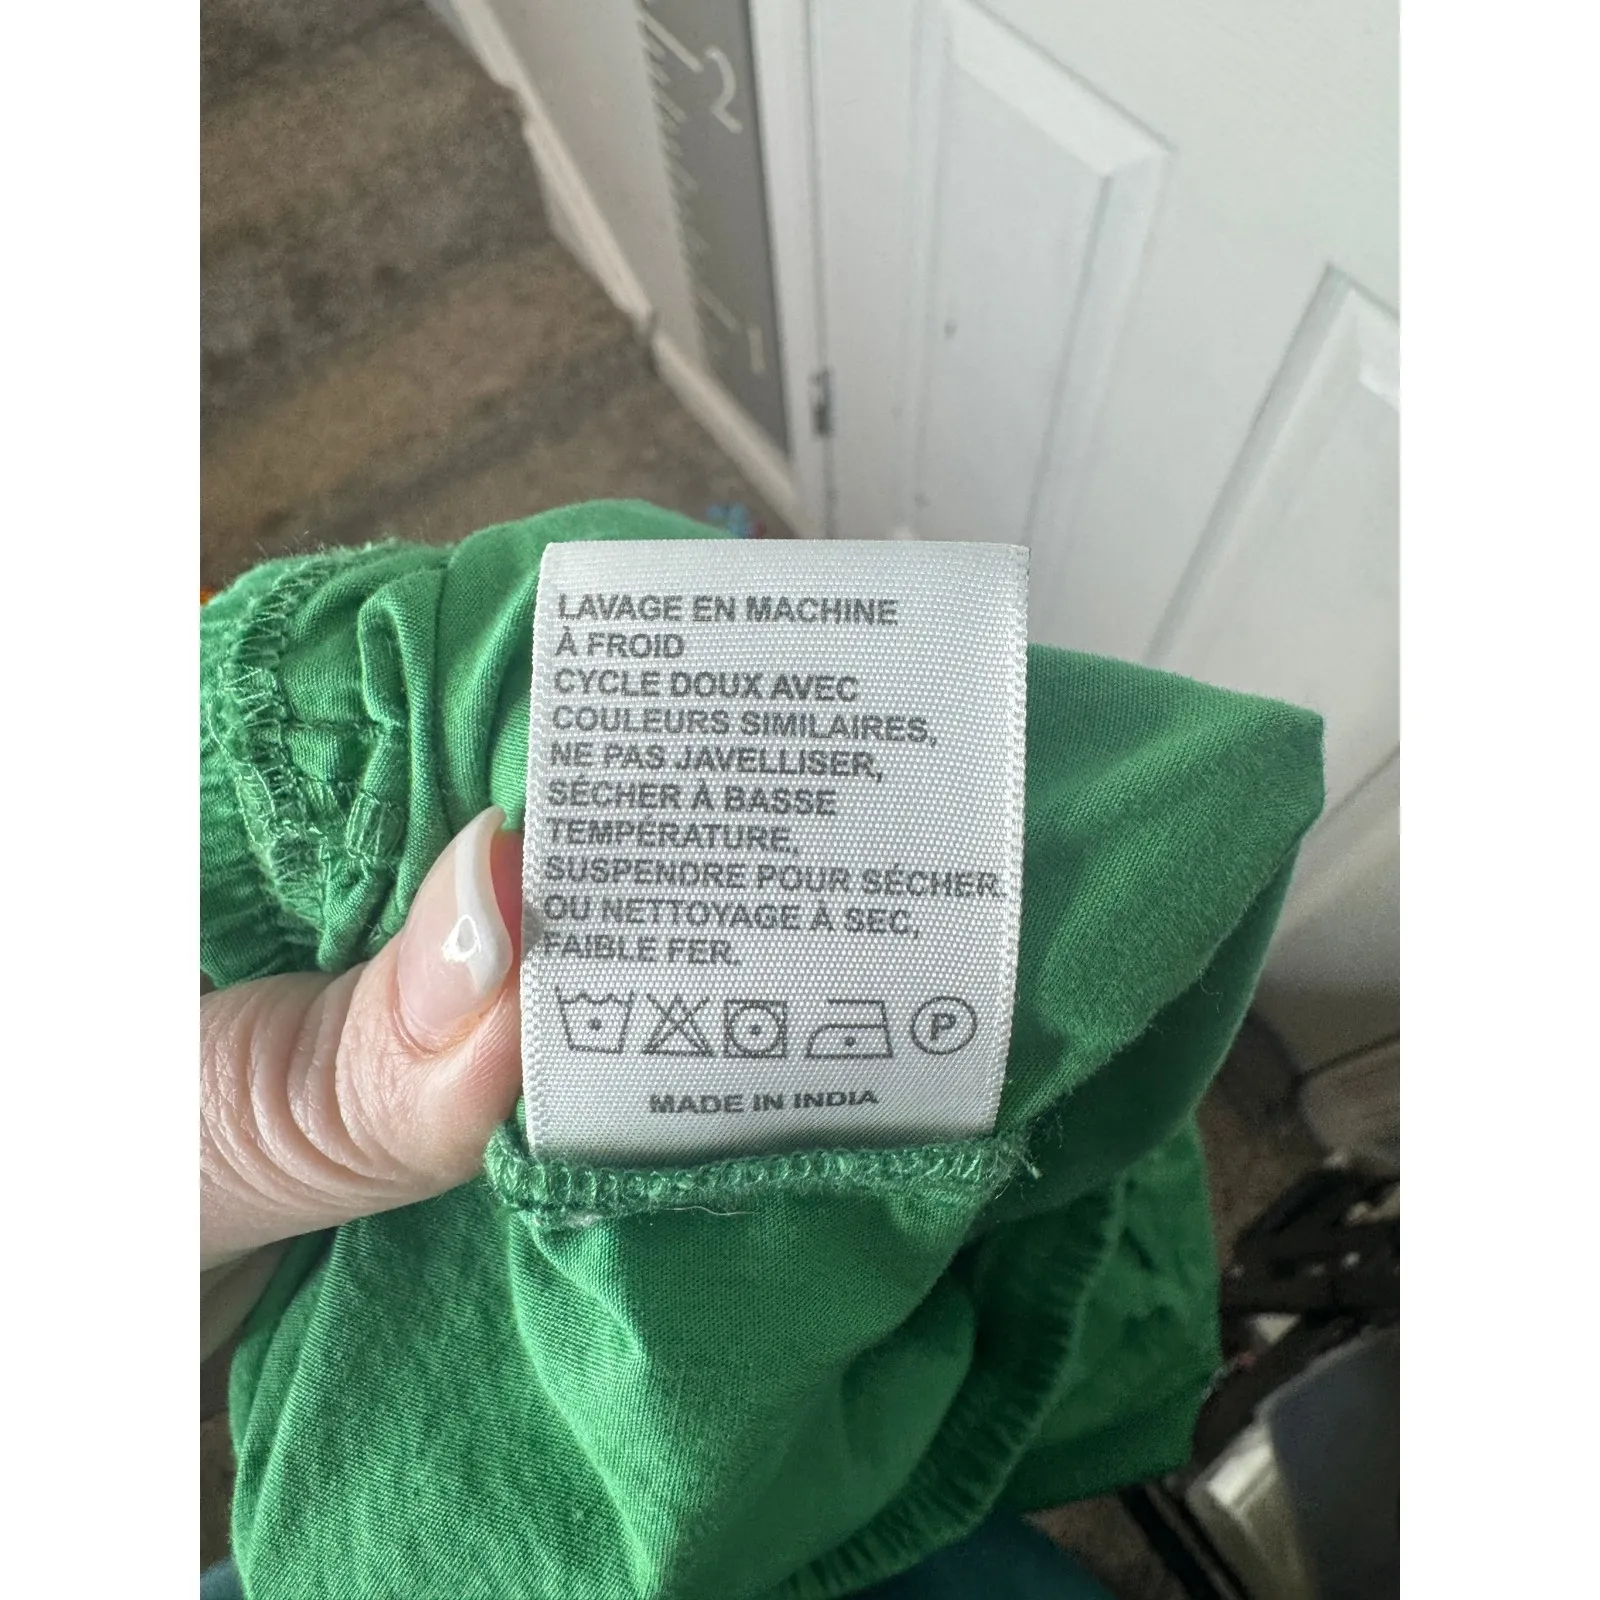 LAVAGE EN MACHINE
À FROID
CYCLE DOUX AVEC
COULEURS SIMILAIRES,
NE PAS JAVELLISER,
SÉCHER À BASSE
TEMPÉRATURE,
SUSPENDRE POUR SÉCHER.
OU NETTOYAGE A SEC,
FAIBLE FER.
P
MADE IN INDIA